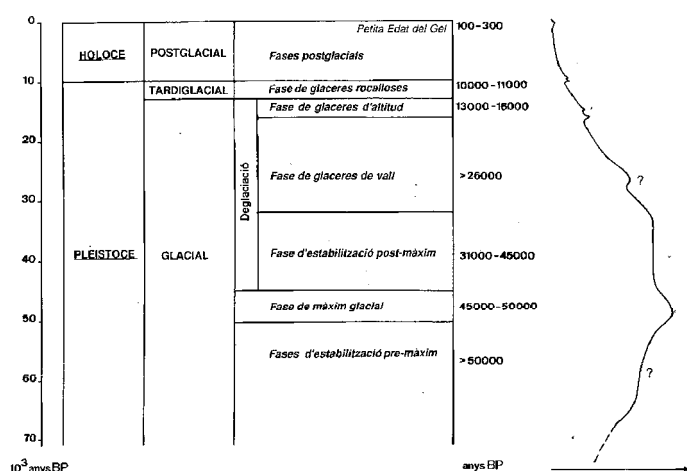 0
Petita Edat del Gel 100-300
HOLOCE POSTGLACIAL Fases postglacials
10
TARDIGLACIAL Fase de glaceres rocalloses 10000-11000
Fase de glaceres d'altitud 13000-15000
20
Deglaciació
Fase de glaceres de vall >26000 ?
30
40 PLEISTOCE GLACIAL Fase d'estabilització post-màxim 31000-45000
Fase de màxim glacial 45000-50000
50
Fases d'estabilització pre-màxim >50000
?
60
70
10³ anys BP anys BP